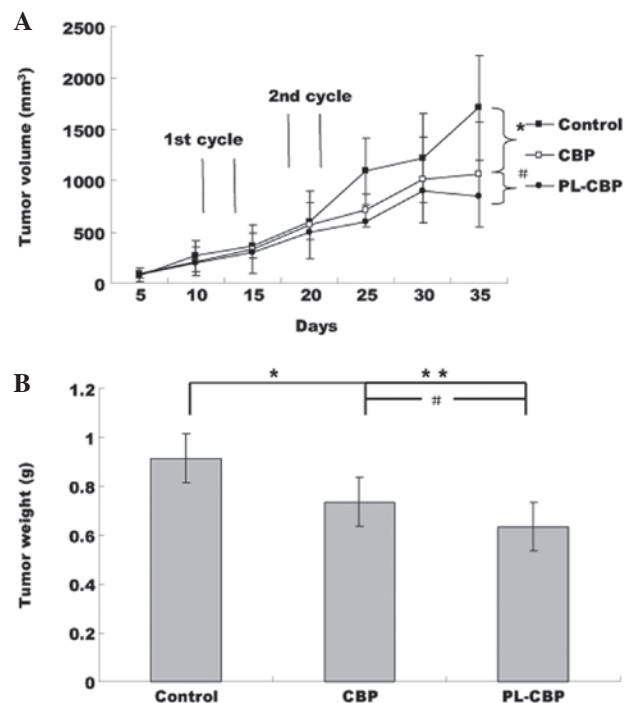 A
Tumor volume (mm³)
2500
2000
1500
1000
500
0
1st cycle
2nd cycle
* Control
CBP
# PL-CBP
5 10 15 20 25 30 35
Days
B
Tumor weight (g)
1.2
1
0.8
0.6
0.4
0.2
0
* **
#
Control CBP PL-CBP